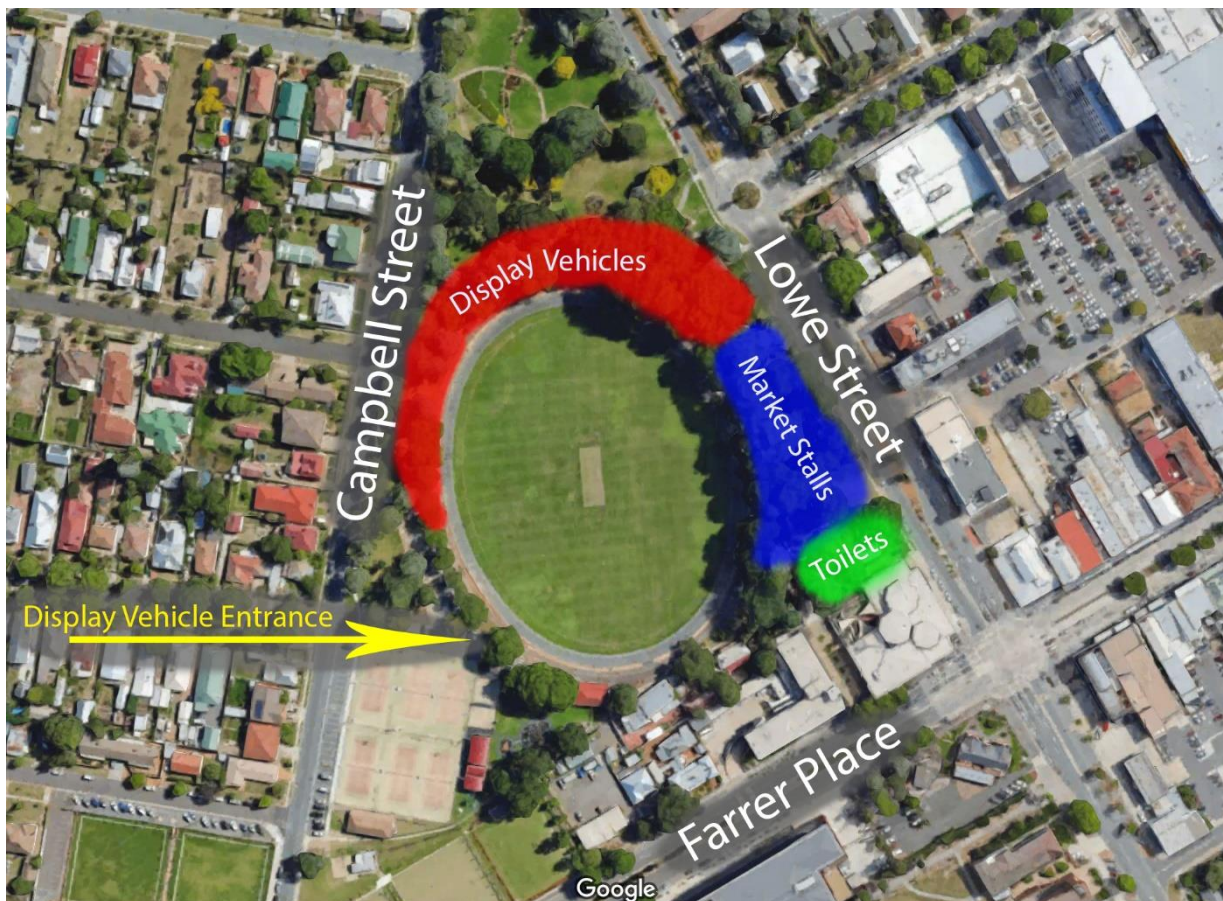 Campbell Street
Display Vehicles
Lowe Street
Market Stalls
Toilets
Display Vehicle Entrance
Farrer Place
Google